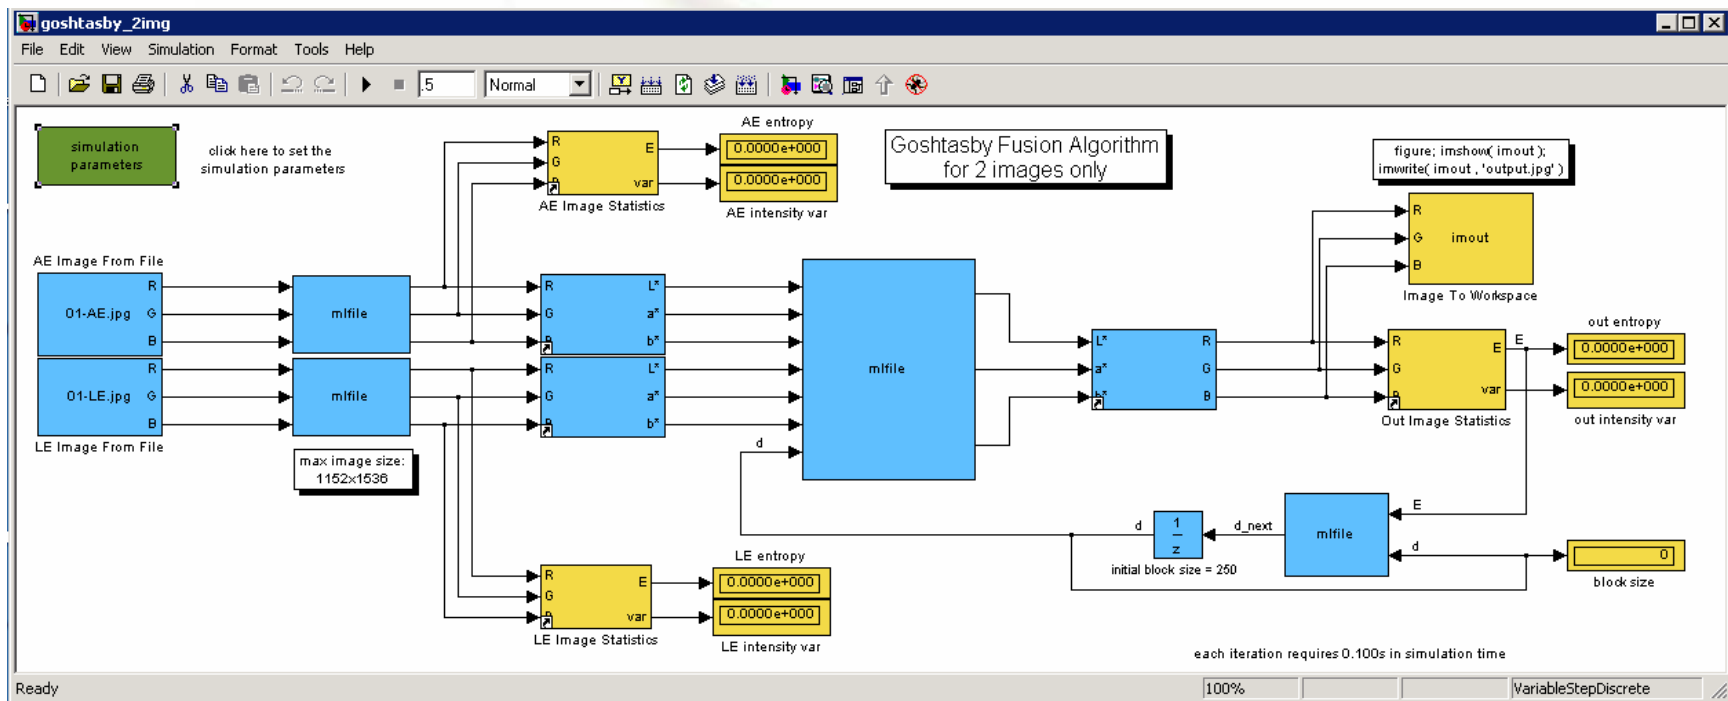 goshtasby_2img
File Edit View Simulation Format Tools Help
.5 Normal
simulation
parameters
click here to set the
simulation parameters
R
G
E
var
AE Image Statistics
AE entropy
0.0000e+000
0.0000e+000
AE intensity var
Goshtasby Fusion Algorithm
for 2 images only
figure; imshow( imout );
imwrite( imout , 'output.jpg' )
R
G
B
imout
Image To Workspace
AE Image From File
01-AE.jpg
R
G
B
mlfile
R
G
L*
a*
b*
01-LE.jpg
R
G
B
LE Image From File
mlfile
max image size:
1152x1536
R
G
L*
a*
b*
d
mlfile
L*
a*
R
G
B
R
G
E
var
Out Image Statistics
E
out entropy
0.0000e+000
0.0000e+000
out intensity var
d
1
z
initial block size = 250
d_next
mlfile
E
d
0
block size
R
G
E
var
LE Image Statistics
LE entropy
0.0000e+000
0.0000e+000
LE intensity var
each iteration requires 0.100s in simulation time
Ready 100% VariableStepDiscrete